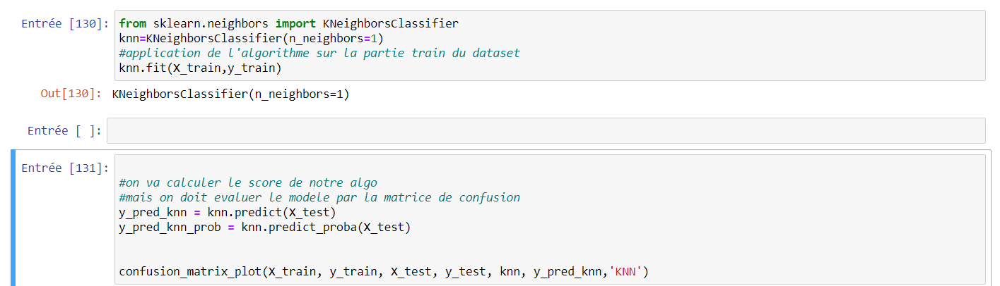 Entrée [130]: from sklearn.neighbors import KNeighborsClassifier
knn=KNeighborsClassifier(n_neighbors=1)
#application de l'algorithme sur la partie train du dataset
knn.fit(X_train,y_train)
Out[130]: KNeighborsClassifier(n_neighbors=1)
Entrée [ ]:
Entrée [131]:
#on va calculer le score de notre algo
#mais on doit evaluer le modele par la matrice de confusion
y_pred_knn = knn.predict(X_test)
y_pred_knn_prob = knn.predict_proba(X_test)
confusion_matrix_plot(X_train, y_train, X_test, y_test, knn, y_pred_knn,'KNN')